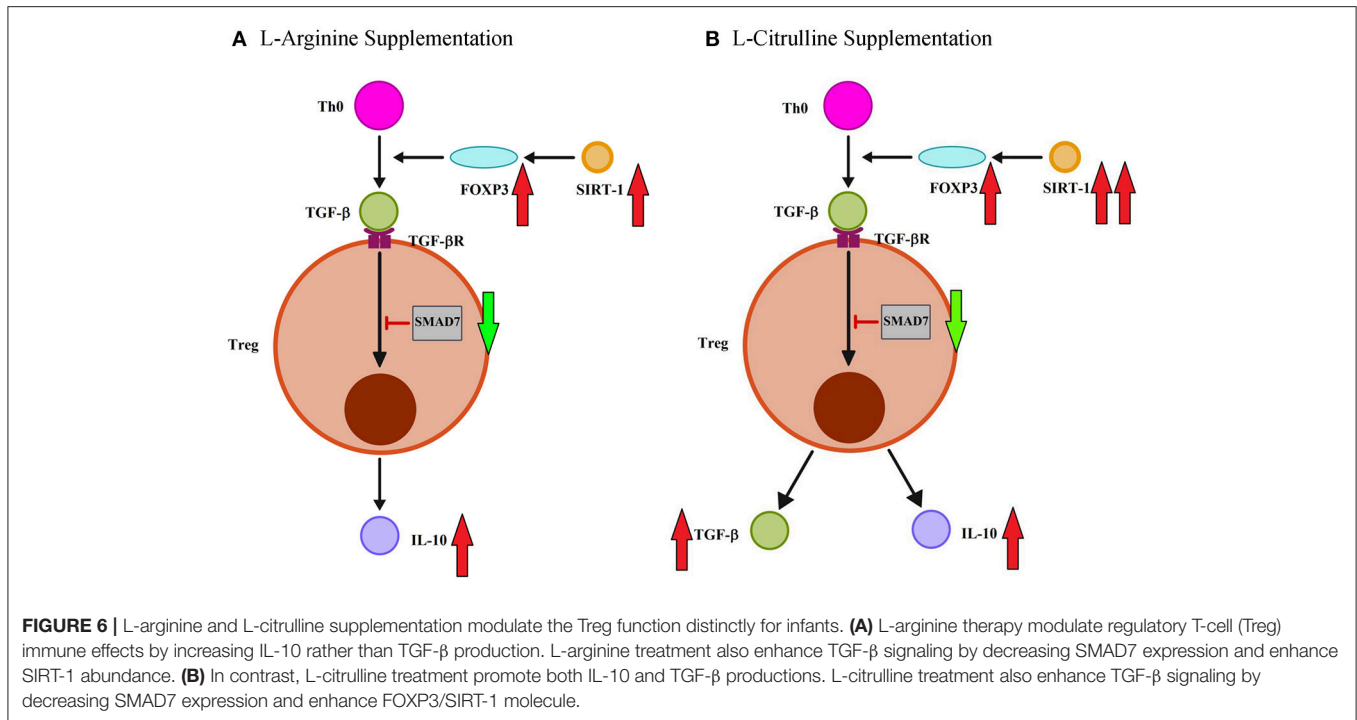 A L-Arginine Supplementation
Th0
FOXP3
SIRT-1
TGF-β
TGF-βR
SMAD7
Treg
IL-10
B L-Citrulline Supplementation
Th0
FOXP3
SIRT-1
TGF-β
TGF-βR
SMAD7
Treg
TGF-β
IL-10
FIGURE 6 | L-arginine and L-citrulline supplementation modulate the Treg function distinctly for infants. (A) L-arginine therapy modulate regulatory T-cell (Treg)
immune effects by increasing IL-10 rather than TGF-β production. L-arginine treatment also enhance TGF-β signaling by decreasing SMAD7 expression and enhance
SIRT-1 abundance. (B) In contrast, L-citrulline treatment promote both IL-10 and TGF-β productions. L-citrulline treatment also enhance TGF-β signaling by
decreasing SMAD7 expression and enhance FOXP3/SIRT-1 molecule.